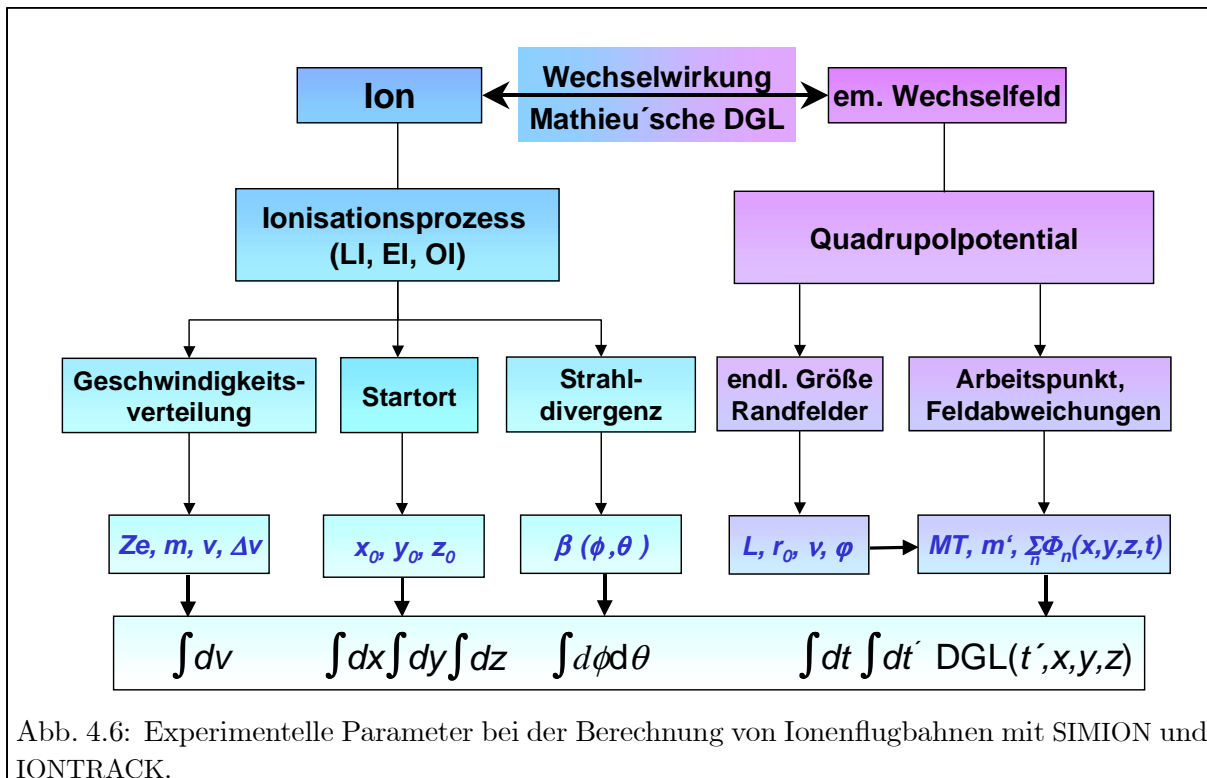 Ion
Wechselwirkung
Mathieu´sche DGL
em. Wechselfeld
Ionisationsprozess
(LI, EI, OI)
Quadrupolpotential
Geschwindigkeits-
verteilung
Startort
Strahl-
divergenz
endl. Größe
Randfelder
Arbeitspunkt,
Feldabweichungen
Ze, m, v, Δv
x₀, y₀, z₀
β (ϕ,θ )
L, r₀, ν, φ
MT, m‘, ∑ₙΦₙ(x,y,z,t)
∫dv ∫dx∫dy∫dz ∫dϕdθ ∫dt ∫dt´ DGL(t´,x,y,z)
Abb. 4.6: Experimentelle Parameter bei der Berechnung von Ionenflugbahnen mit SIMION und
IONTRACK.